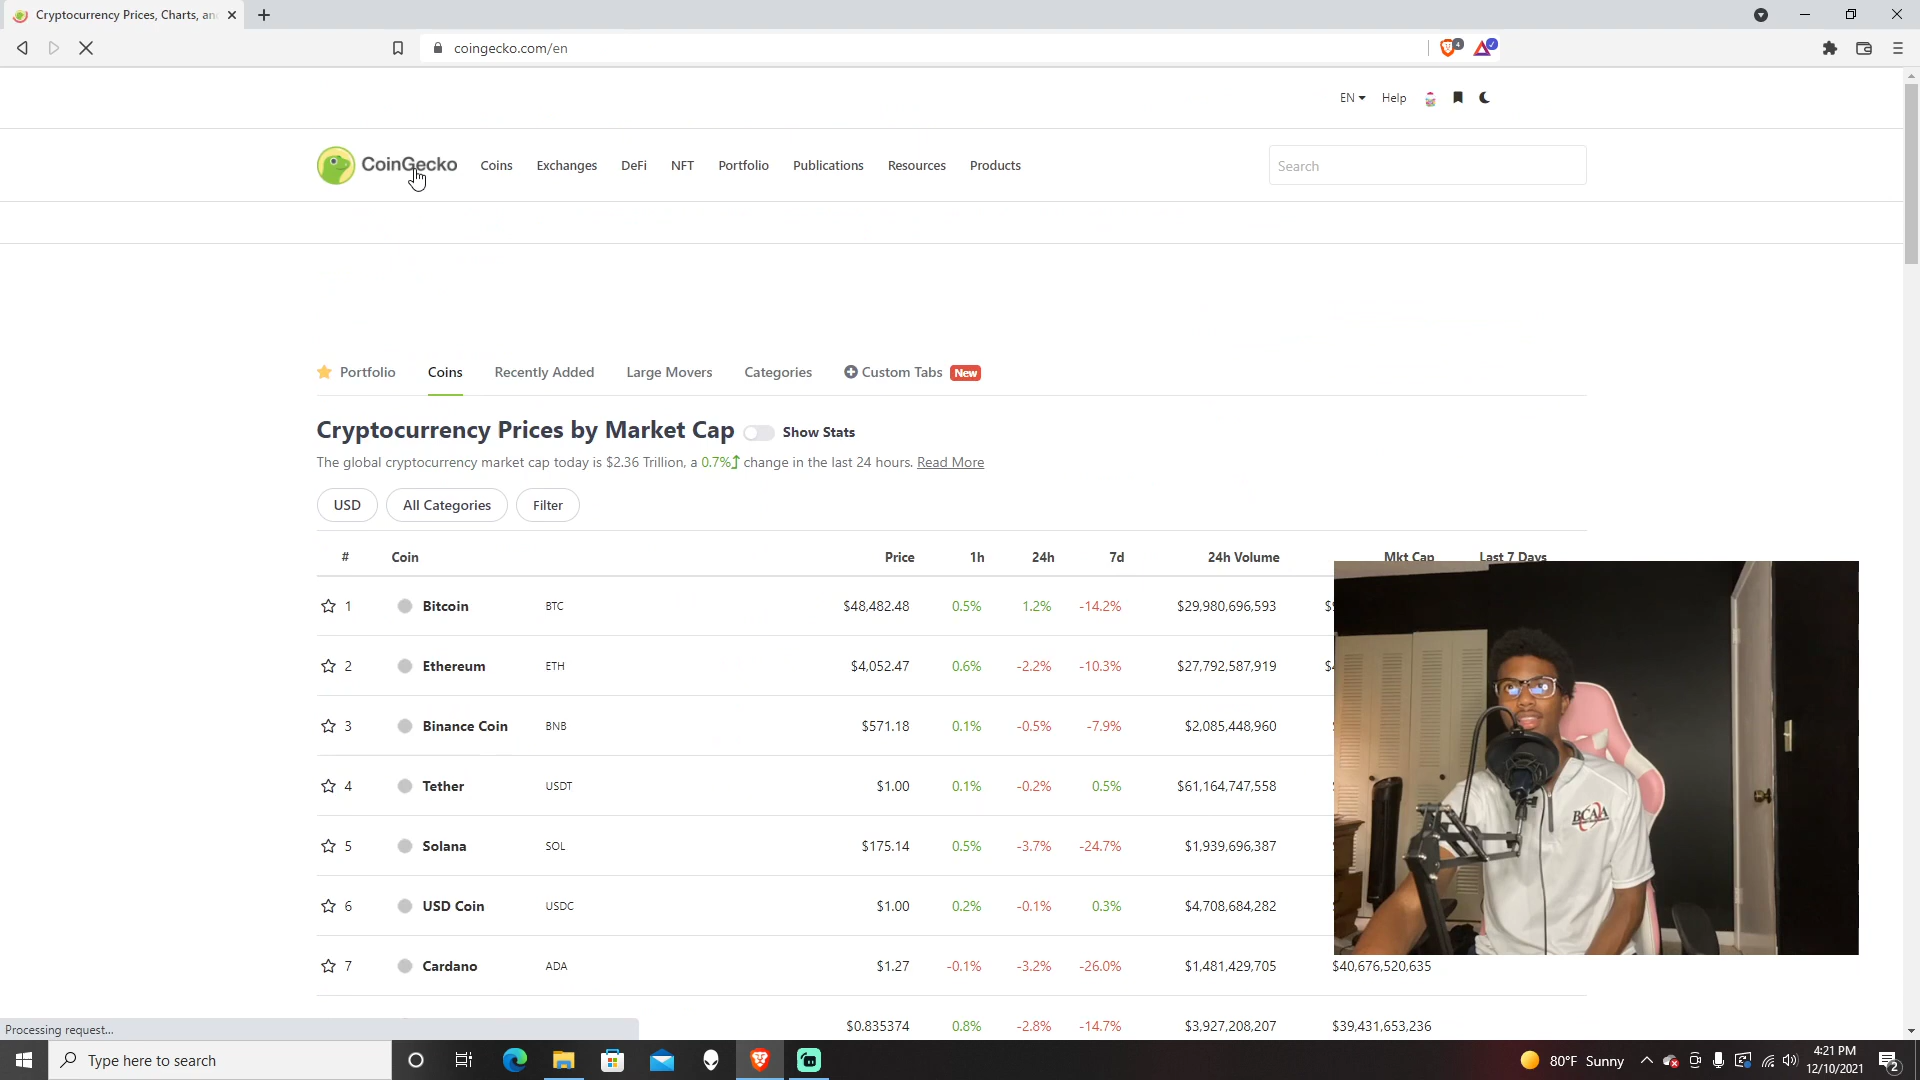 Cryptocurrency Prices, Charts, an
coingecko.com/en
4
EN Help
CoinGecko Coins Exchanges DeFi NFT Portfolio Publications Resources Products Search
Portfolio Coins Recently Added Large Movers Categories Custom Tabs New
Cryptocurrency Prices by Market Cap Show Stats
The global cryptocurrency market cap today is $2.36 Trillion, a 0.7% change in the last 24 hours. Read More
USD All Categories Filter
# Coin Price 1h 24h 7d 24h Volume Mkt Cap Last 7 Days
1 Bitcoin BTC $48,482.48 0.5% 1.2% -14.2% $29,980,696,593
2 Ethereum ETH $4,052.47 0.6% -2.2% -10.3% $27,792,587,919
3 Binance Coin BNB $571.18 0.1% -0.5% -7.9% $2,085,448,960
4 Tether USDT $1.00 0.1% -0.2% 0.5% $61,164,747,558
5 Solana SOL $175.14 0.5% -3.7% -24.7% $1,939,696,387
6 USD Coin USDC $1.00 0.2% -0.1% 0.3% $4,708,684,282
7 Cardano ADA $1.27 -0.1% -3.2% -26.0% $1,481,429,705 $40,676,520,635
$0.835374 0.8% -2.8% -14.7% $3,927,208,207 $39,431,653,236
BCAA
Processing request...
Type here to search
80°F Sunny
4:21 PM
12/10/2021
2